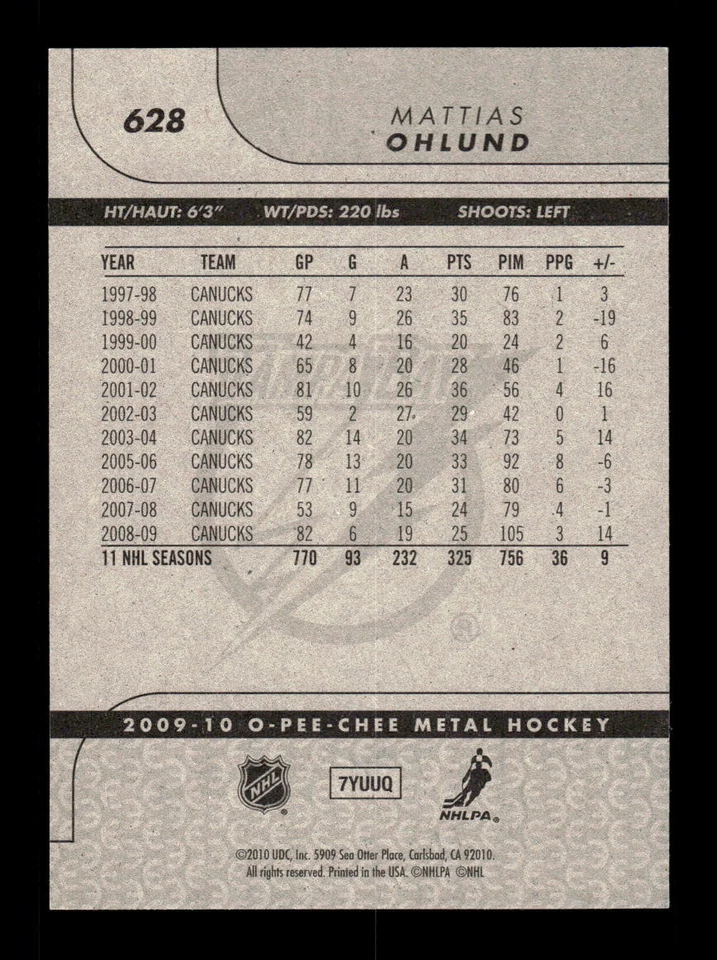 628
MATTIAS
OHLUND
HT/HAUT: 6'3" WT/PDS: 220 lbs SHOOTS: LEFT
YEAR TEAM GP G A PTS PIM PPG +/-
1997-98 CANUCKS 77 7 23 30 76 1 3
1998-99 CANUCKS 74 9 26 35 83 2 -19
1999-00 CANUCKS 42 4 16 20 24 2 6
2000-01 CANUCKS 65 8 20 28 46 1 -16
2001-02 CANUCKS 81 10 26 36 56 4 16
2002-03 CANUCKS 59 2 27 29 42 0 1
2003-04 CANUCKS 82 14 20 34 73 5 14
2005-06 CANUCKS 78 13 20 33 92 8 -6
2006-07 CANUCKS 77 11 20 31 80 6 -3
2007-08 CANUCKS 53 9 15 24 79 4 -1
2008-09 CANUCKS 82 6 19 25 105 3 14
11 NHL SEASONS 770 93 232 325 756 36 9
TAMPA BAY
®
2009-10 O-PEE-CHEE METAL HOCKEY
NHL
7YUUQ
NHLPA®
©2010 UDC, Inc. 5909 Sea Otter Place, Carlsbad, CA 92010.
All rights reserved. Printed in the USA. ©NHLPA ©NHL